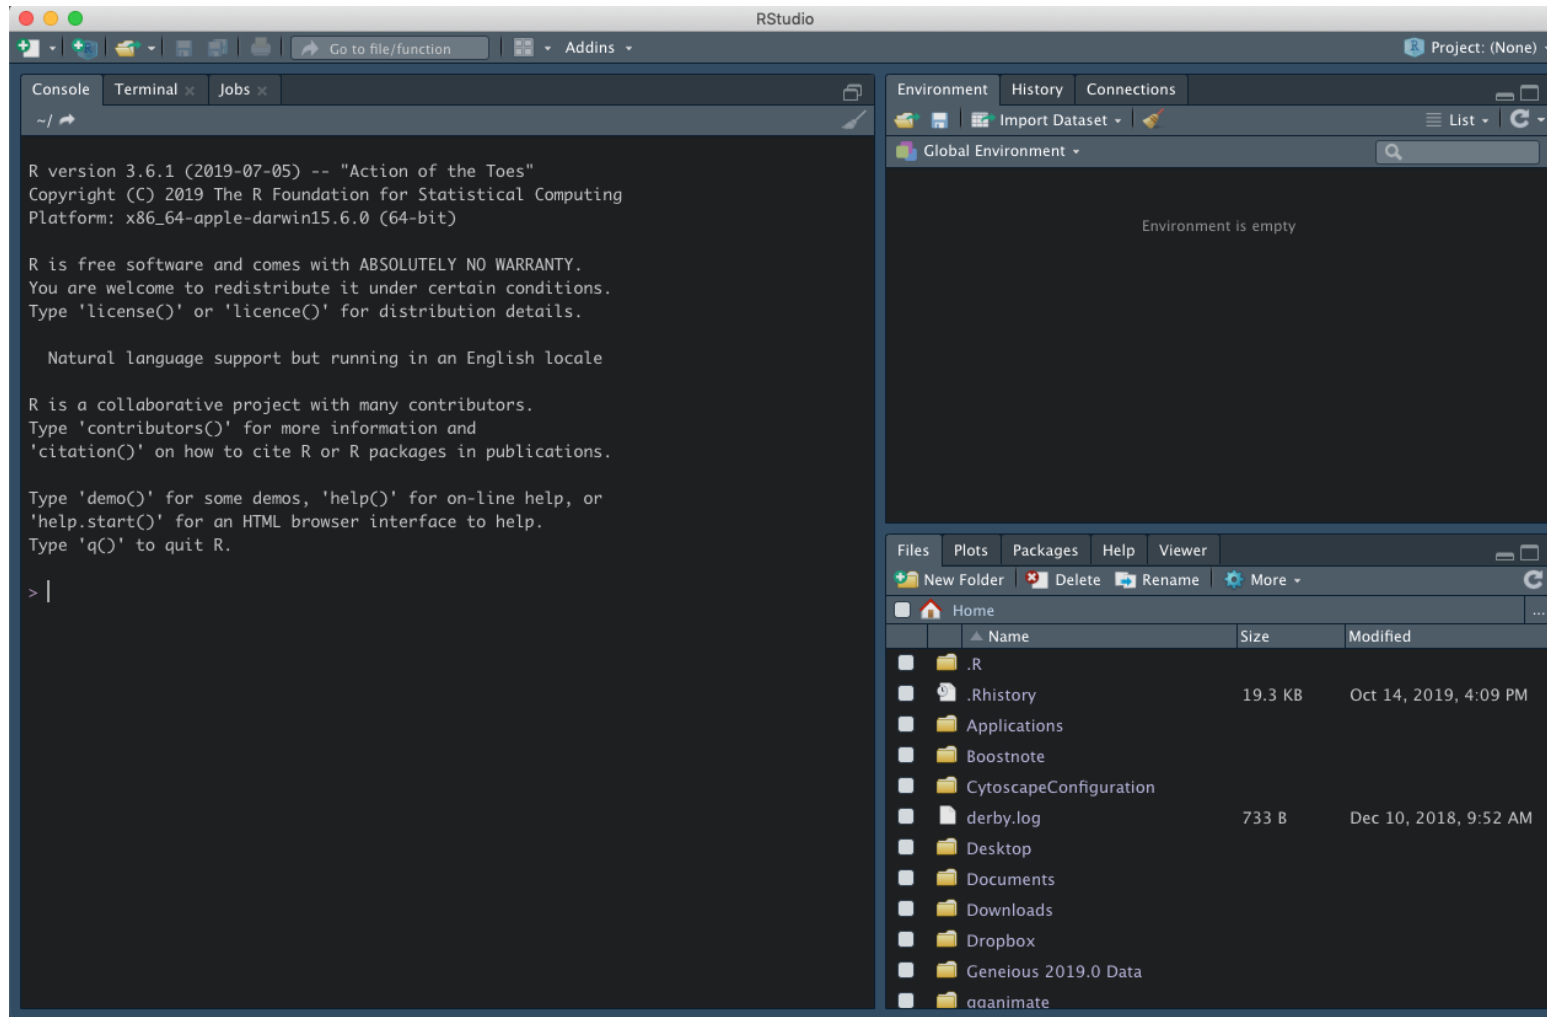 RStudio
Go to file/function
Addins
Project: (None)
Console Terminal Jobs
~/
R version 3.6.1 (2019-07-05) -- "Action of the Toes"
Copyright (C) 2019 The R Foundation for Statistical Computing
Platform: x86_64-apple-darwin15.6.0 (64-bit)
R is free software and comes with ABSOLUTELY NO WARRANTY.
You are welcome to redistribute it under certain conditions.
Type 'license()' or 'licence()' for distribution details.
Natural language support but running in an English locale
R is a collaborative project with many contributors.
Type 'contributors()' for more information and
'citation()' on how to cite R or R packages in publications.
Type 'demo()' for some demos, 'help()' for on-line help, or
'help.start()' for an HTML browser interface to help.
Type 'q()' to quit R.
>
Environment History Connections
Import Dataset List
Global Environment
Environment is empty
Files Plots Packages Help Viewer
New Folder Delete Rename More
Home ...
Name Size Modified
.R
.Rhistory 19.3 KB Oct 14, 2019, 4:09 PM
Applications
Boostnote
CytoscapeConfiguration
derby.log 733 B Dec 10, 2018, 9:52 AM
Desktop
Documents
Downloads
Dropbox
Geneious 2019.0 Data
gganimate